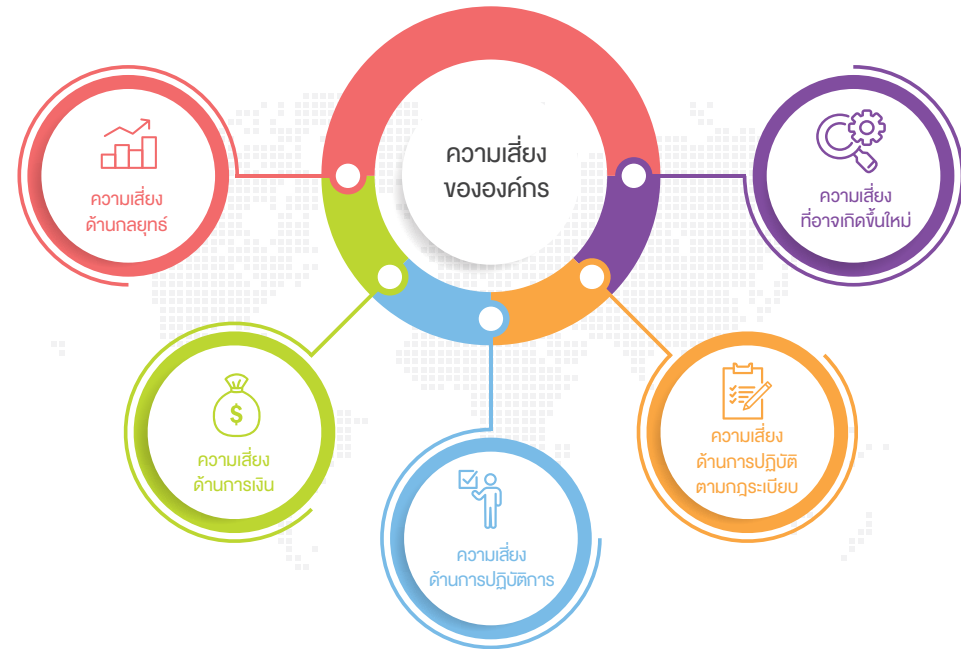 ความเสี่ยง
ขององค์กร
ความเสี่ยง
ด้านกลยุทธ์
ความเสี่ยง
ที่อาจเกิดขึ้นใหม่
$
ความเสี่ยง
ด้านการเงิน
ความเสี่ยง
ด้านการปฏิบัติ
ตามกฎระเบียบ
ความเสี่ยง
ด้านการปฏิบัติการ